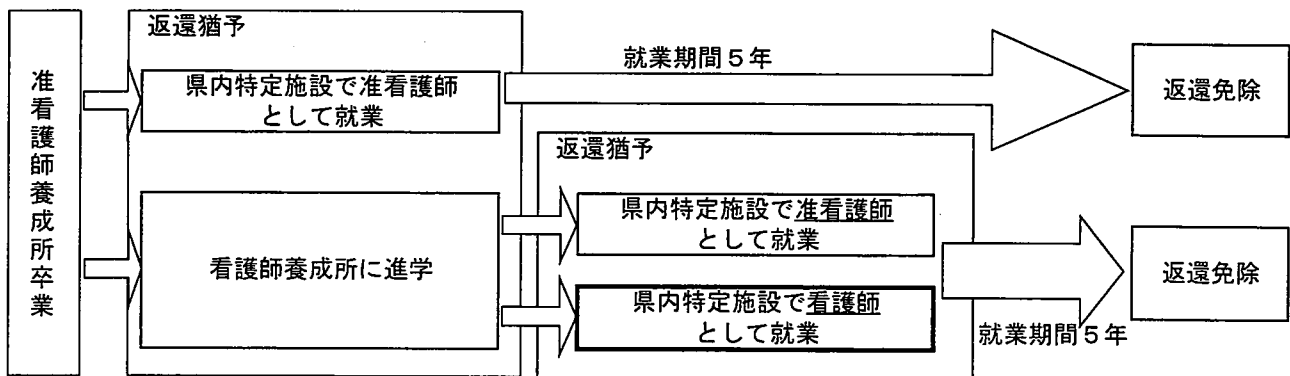 准看護師養成所卒業
返還猶予
県内特定施設で准看護師
として就業
就業期間5年
返還免除
看護師養成所に進学
返還猶予
県内特定施設で准看護師
として就業
県内特定施設で看護師
として就業
就業期間5年
返還免除